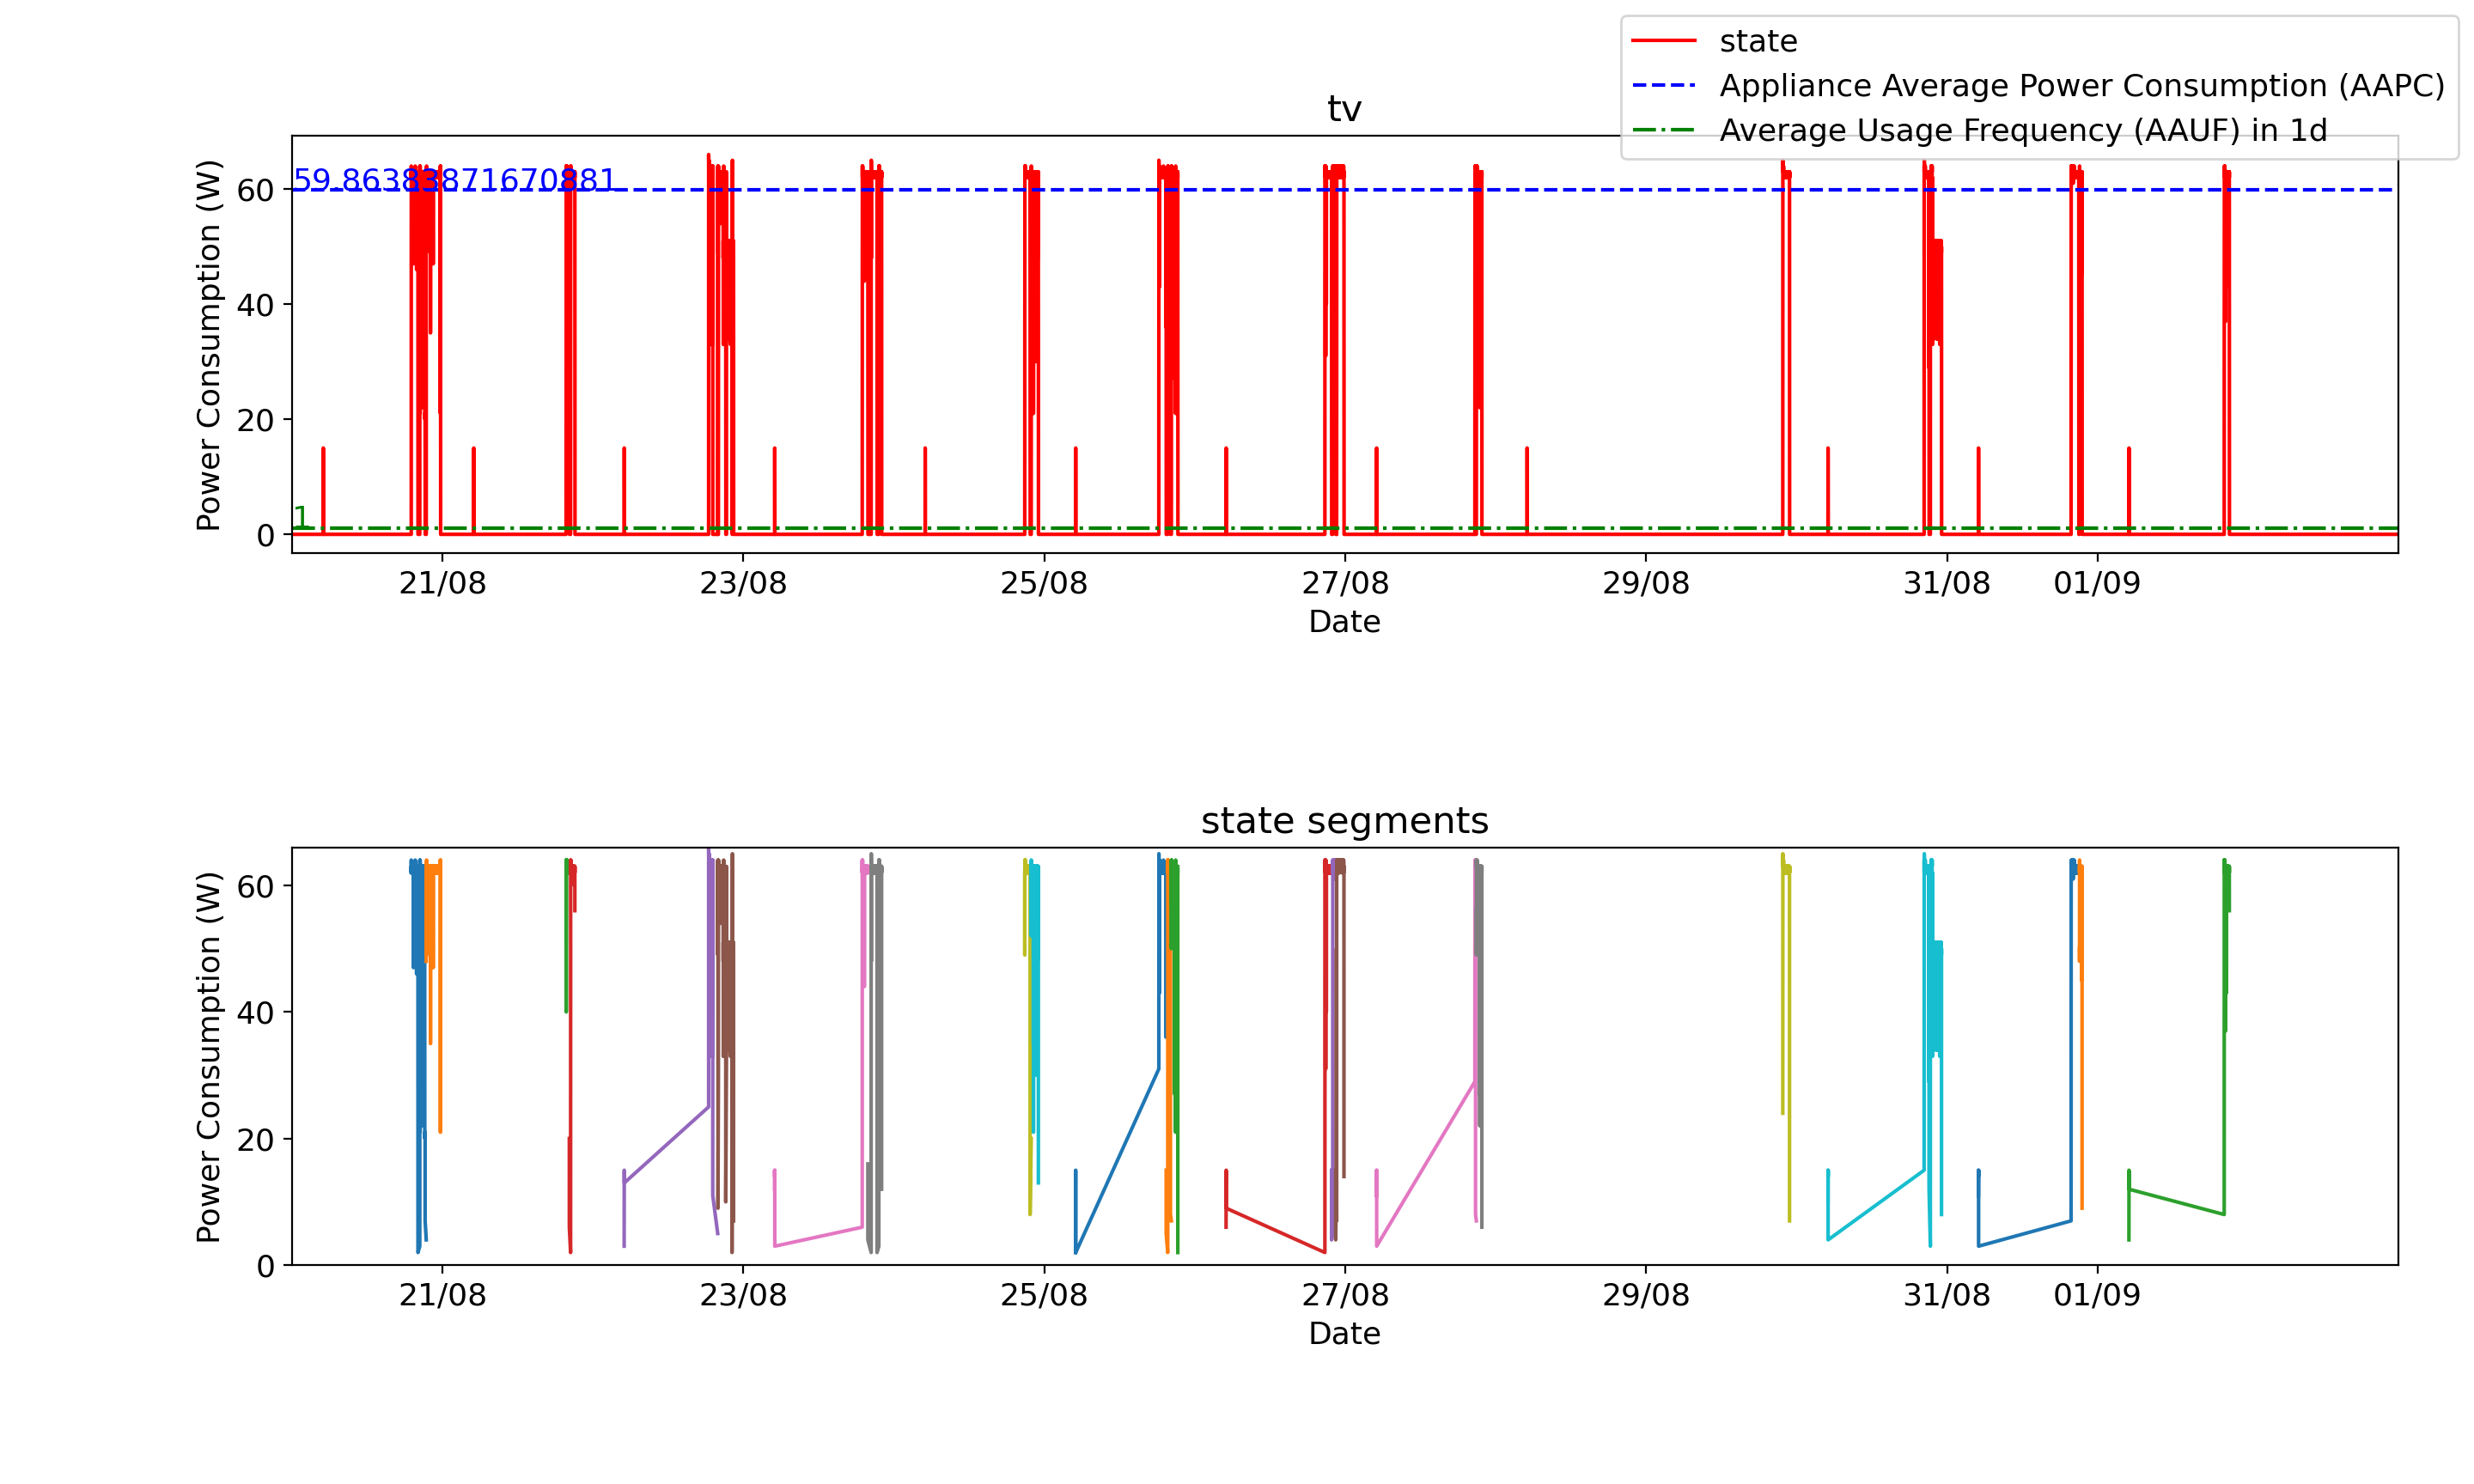 state
Appliance Average Power Consumption (AAPC)
Average Usage Frequency (AAUF) in 1d
tv
Power Consumption (W)
60
40
20
0
59.86383871670881
1
21/08 23/08 25/08 27/08 29/08 31/08 01/09
Date
state segments
Power Consumption (W)
60
40
20
0
21/08 23/08 25/08 27/08 29/08 31/08 01/09
Date